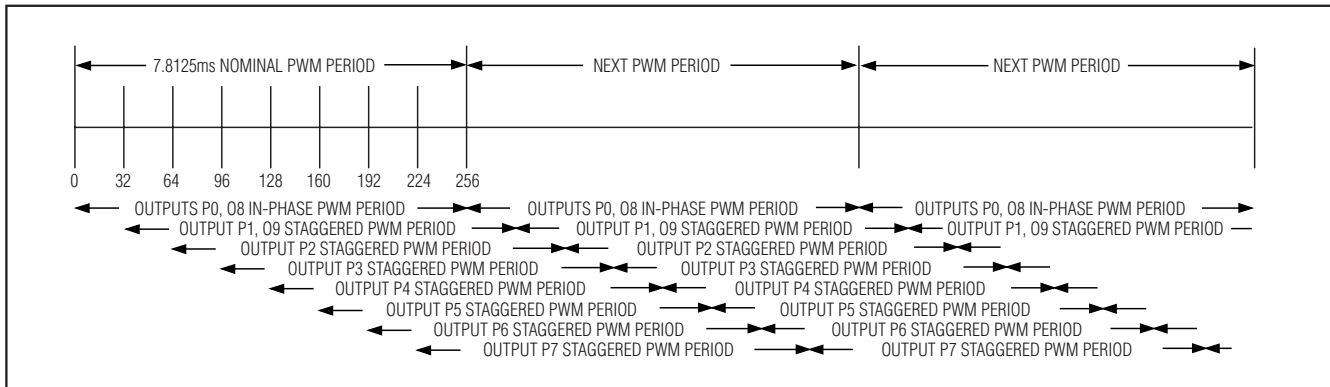 7.8125ms NOMINAL PWM PERIOD NEXT PWM PERIOD NEXT PWM PERIOD
0 32 64 96 128 160 192 224 256
OUTPUTS P0, O8 IN-PHASE PWM PERIOD OUTPUTS P0, O8 IN-PHASE PWM PERIOD OUTPUTS P0, O8 IN-PHASE PWM PERIOD
OUTPUT P1, O9 STAGGERED PWM PERIOD OUTPUT P1, O9 STAGGERED PWM PERIOD OUTPUT P1, O9 STAGGERED PWM PERIOD
OUTPUT P2 STAGGERED PWM PERIOD OUTPUT P2 STAGGERED PWM PERIOD
OUTPUT P3 STAGGERED PWM PERIOD OUTPUT P3 STAGGERED PWM PERIOD
OUTPUT P4 STAGGERED PWM PERIOD OUTPUT P4 STAGGERED PWM PERIOD
OUTPUT P5 STAGGERED PWM PERIOD OUTPUT P5 STAGGERED PWM PERIOD
OUTPUT P6 STAGGERED PWM PERIOD OUTPUT P6 STAGGERED PWM PERIOD
OUTPUT P7 STAGGERED PWM PERIOD OUTPUT P7 STAGGERED PWM PERIOD